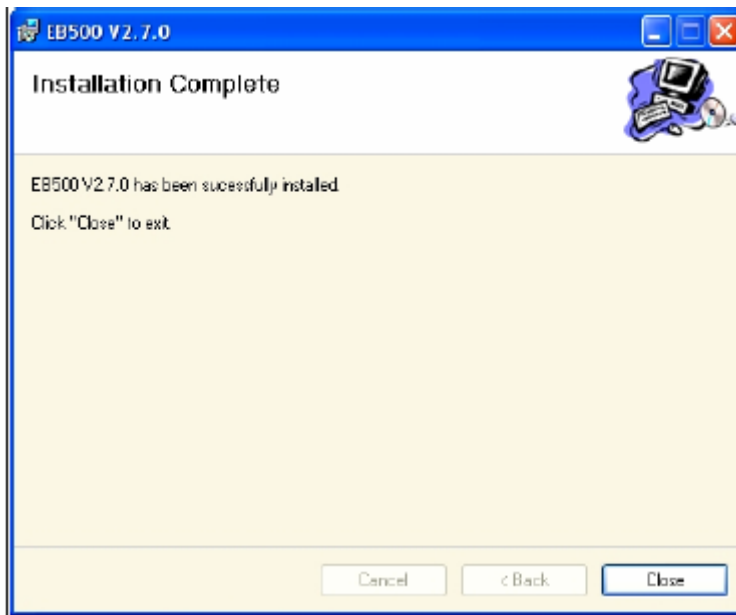 EB500 V2.7.0
Installation Complete
EB500 V2.7.0 has been sucessfully installed.
Click "Close" to exit.
Cancel
< Back
Close